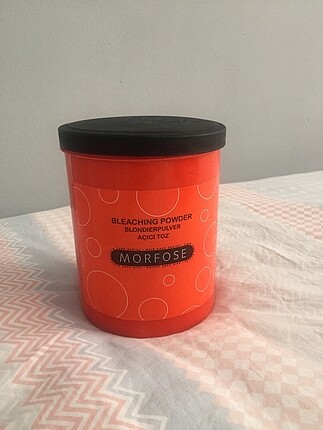 BLEACHING POWDER
BLONDIERPULVER
AÇICI TOZ
MORFOSE